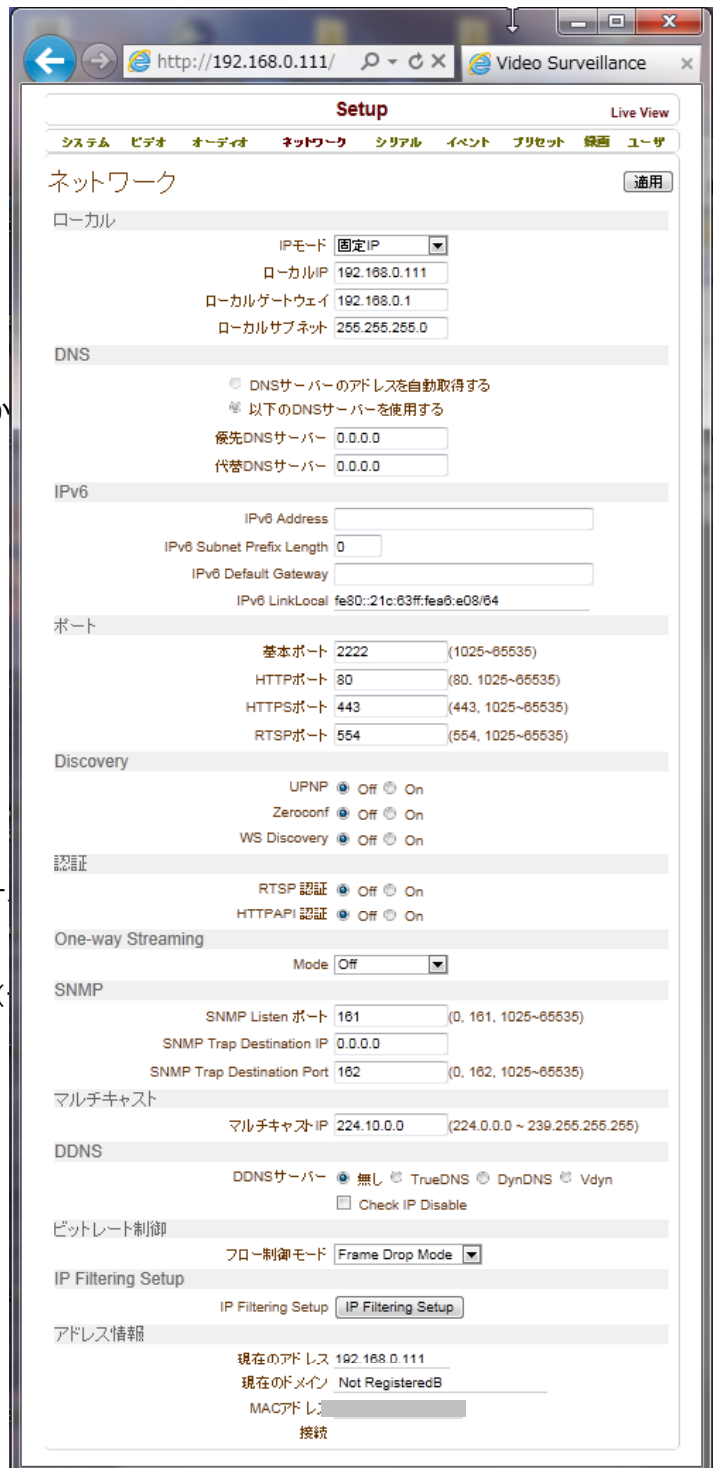 http://192.168.0.111/ Video Surveillance
Setup Live View
システム ビデオ オーディオ ネットワーク シリアル イベント プリセット 録画 ユーザ
ネットワーク 適用
ローカル
IPモード 固定IP
ローカルIP 192.168.0.111
ローカルゲートウェイ 192.168.0.1
ローカルサブネット 255.255.255.0
DNS
DNSサーバーのアドレスを自動取得する
以下のDNSサーバーを使用する
優先DNSサーバー 0.0.0.0
代替DNSサーバー 0.0.0.0
IPv6
IPv6 Address
IPv6 Subnet Prefix Length 0
IPv6 Default Gateway
IPv6 LinkLocal fe80::21c:63ff:fea6:e08/64
ポート
基本ポート 2222 (1025~65535)
HTTPポート 80 (80. 1025~65535)
HTTPSポート 443 (443, 1025~65535)
RTSPポート 554 (554, 1025~65535)
Discovery
UPNP Off On
Zeroconf Off On
WS Discovery Off On
認証
RTSP 認証 Off On
HTTPAPI 認証 Off On
One-way Streaming
Mode Off
SNMP
SNMP Listen ポート 161 (0, 161, 1025~65535)
SNMP Trap Destination IP 0.0.0.0
SNMP Trap Destination Port 162 (0, 162, 1025~65535)
マルチキャスト
マルチキャストIP 224.10.0.0 (224.0.0.0 ~ 239.255.255.255)
DDNS
DDNSサーバー 無し TrueDNS DynDNS Vdyn
Check IP Disable
ビットレート制御
フロー制御モード Frame Drop Mode
IP Filtering Setup
IP Filtering Setup IP Filtering Setup
アドレス情報
現在のアドレス 192.168.0.111
現在のドメイン Not RegisteredB
MACアドレ
接続